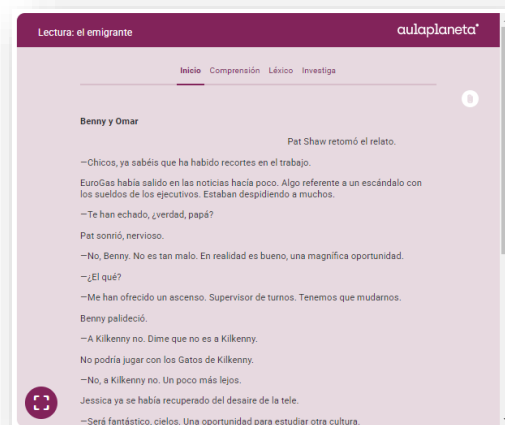 Lectura: el emigrante
aulaplaneta
Inicio Comprensión Léxico Investiga
Benny y Omar
Pat Shaw retomó el relato.
—Chicos, ya sabéis que ha habido recortes en el trabajo.
EuroGas había salido en las noticias hacía poco. Algo referente a un escándalo con
los sueldos de los ejecutivos. Estaban despidiendo a muchos.
—Te han echado, ¿verdad, papá?
Pat sonrió, nervioso.
—No, Benny. No es tan malo. En realidad es bueno, una magnífica oportunidad.
—¿El qué?
—Me han ofrecido un ascenso. Supervisor de turnos. Tenemos que mudarnos.
Benny palideció.
—A Kilkenny no. Dime que no es a Kilkenny.
No podría jugar con los Gatos de Kilkenny.
—No, a Kilkenny no. Un poco más lejos.
Jessica ya se había recuperado del desaire de la tele.
—Será fantástico, cielos. Una oportunidad para estudiar otra cultura.